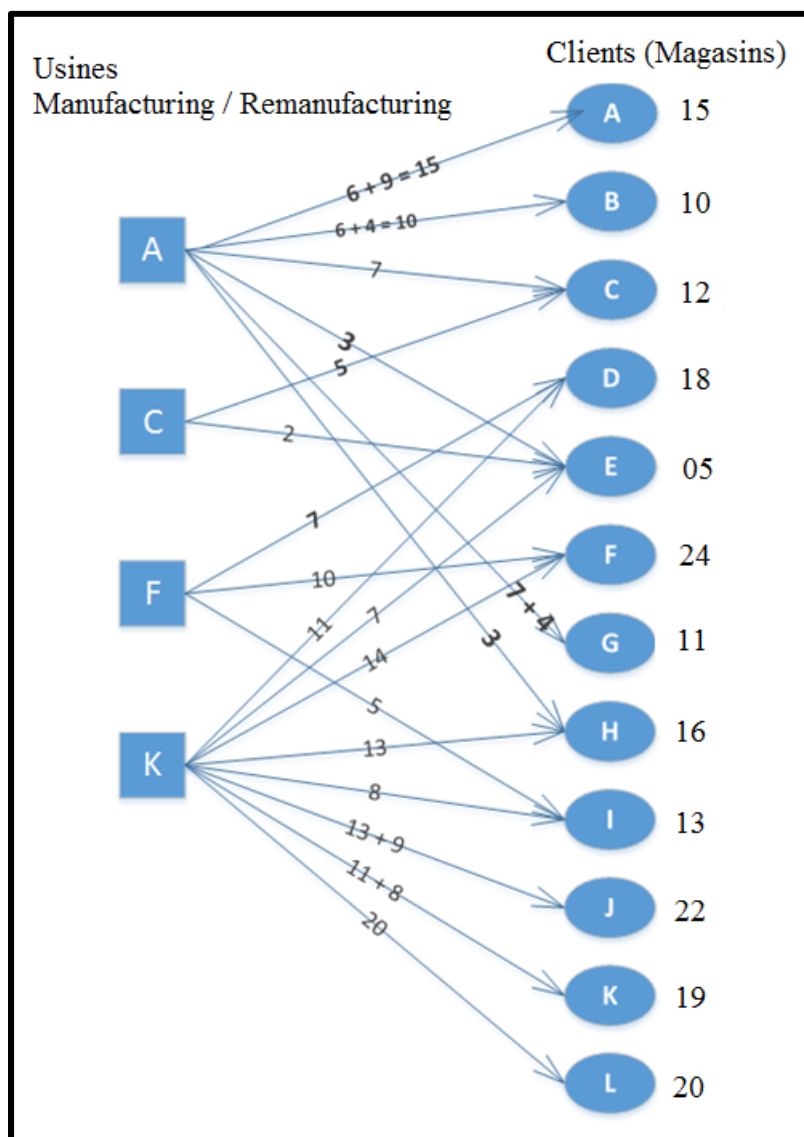 Usines
Manufacturing / Remanufacturing
Clients (Magasins)
A
C
F
K
6 + 9 = 15
6 + 4 = 10
7
3
5
2
7
10
11
7
14
7 + 4
3
5
13
8
13 + 9
11 + 8
20
A 15
B 10
C 12
D 18
E 05
F 24
G 11
H 16
I 13
J 22
K 19
L 20